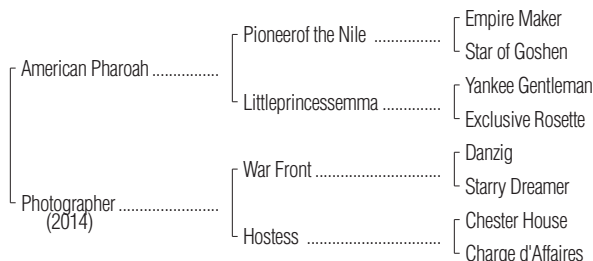 Empire Maker
Pioneerof the Nile ................
Star of Goshen
American Pharoah ................
Yankee Gentleman
Littleprincessemma ..............
Exclusive Rosette
Danzig
War Front ..............................
Starry Dreamer
Photographer ........................
(2014)
Chester House
Hostess ................................
Charge d'Affaires